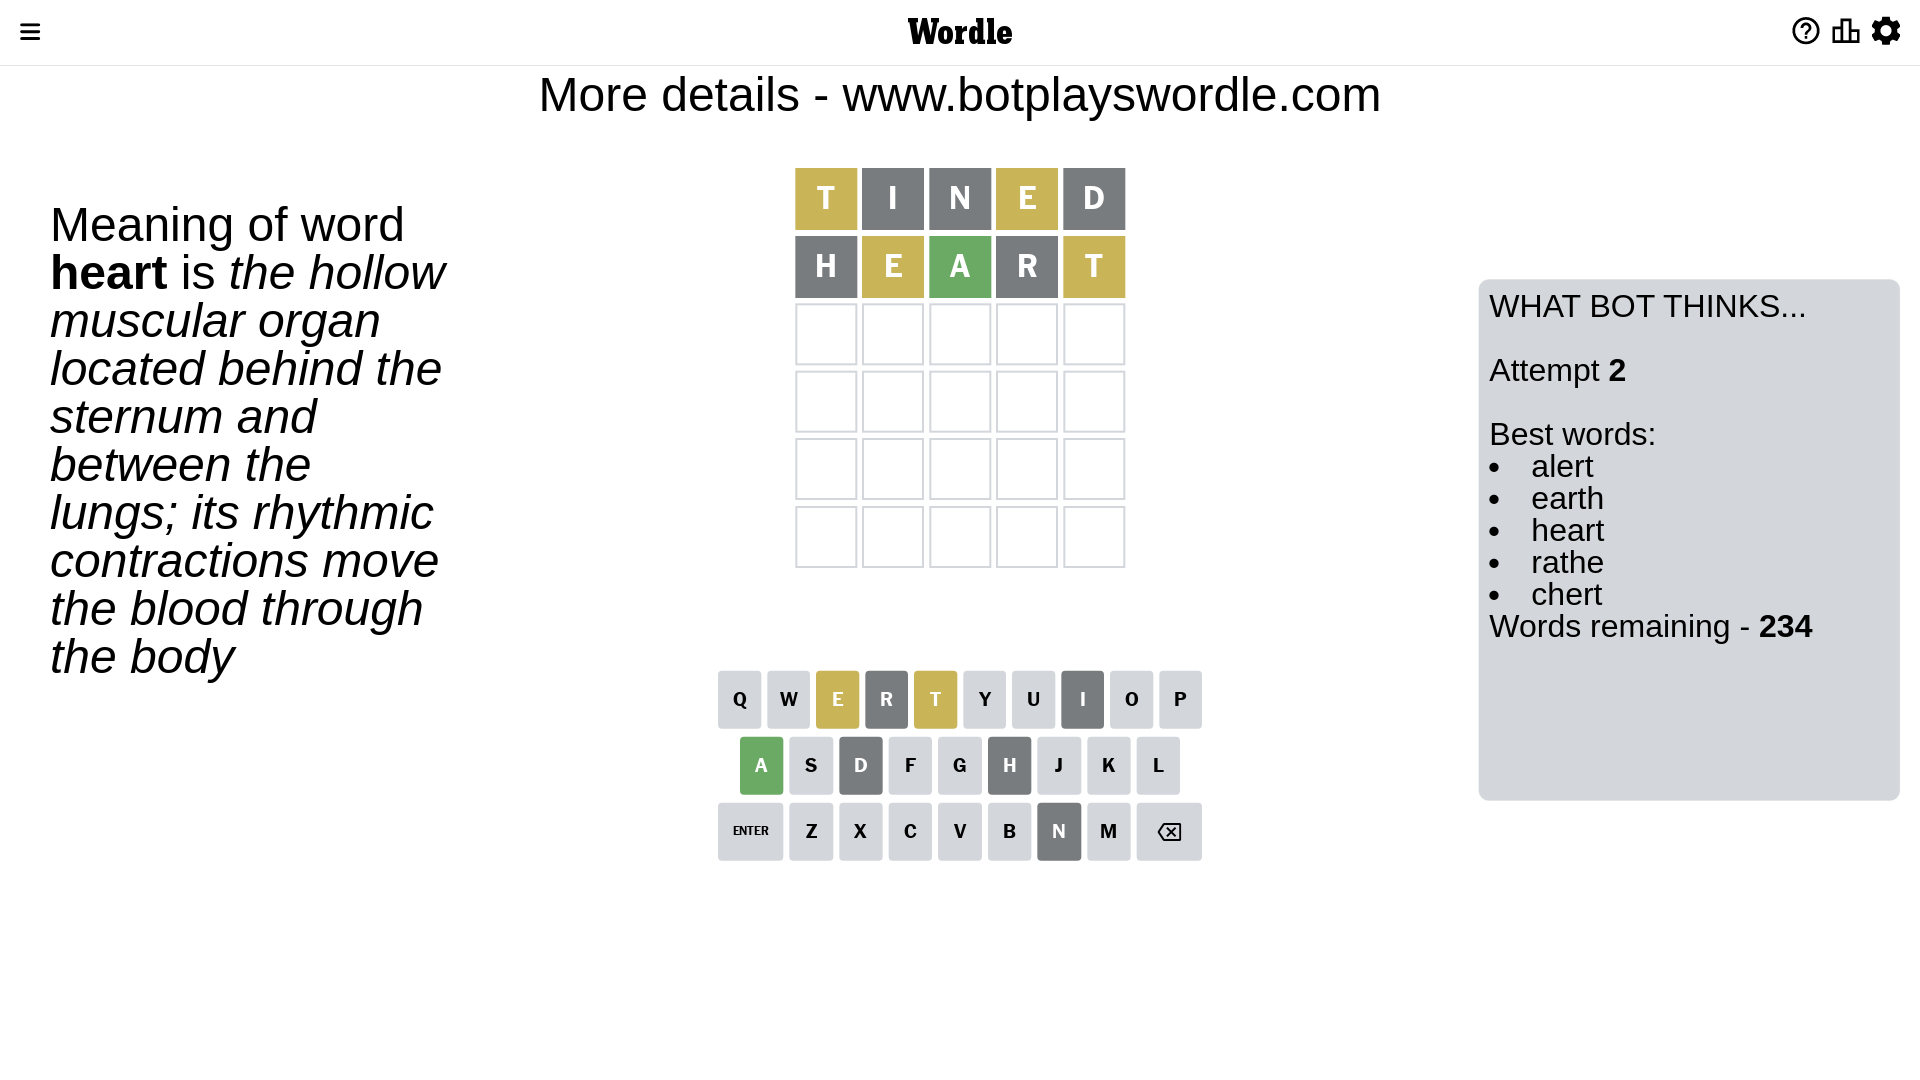 Wordle
More details - www.botplayswordle.com
Meaning of word
heart is the hollow
muscular organ
located behind the
sternum and
between the
lungs; its rhythmic
contractions move
the blood through
the body
T I N E D
H E A R T
WHAT BOT THINKS...
Attempt 2
Best words:
• alert
• earth
• heart
• rathe
• chert
Words remaining - 234
Q W E R T Y U I O P
A S D F G H J K L
ENTER Z X C V B N M